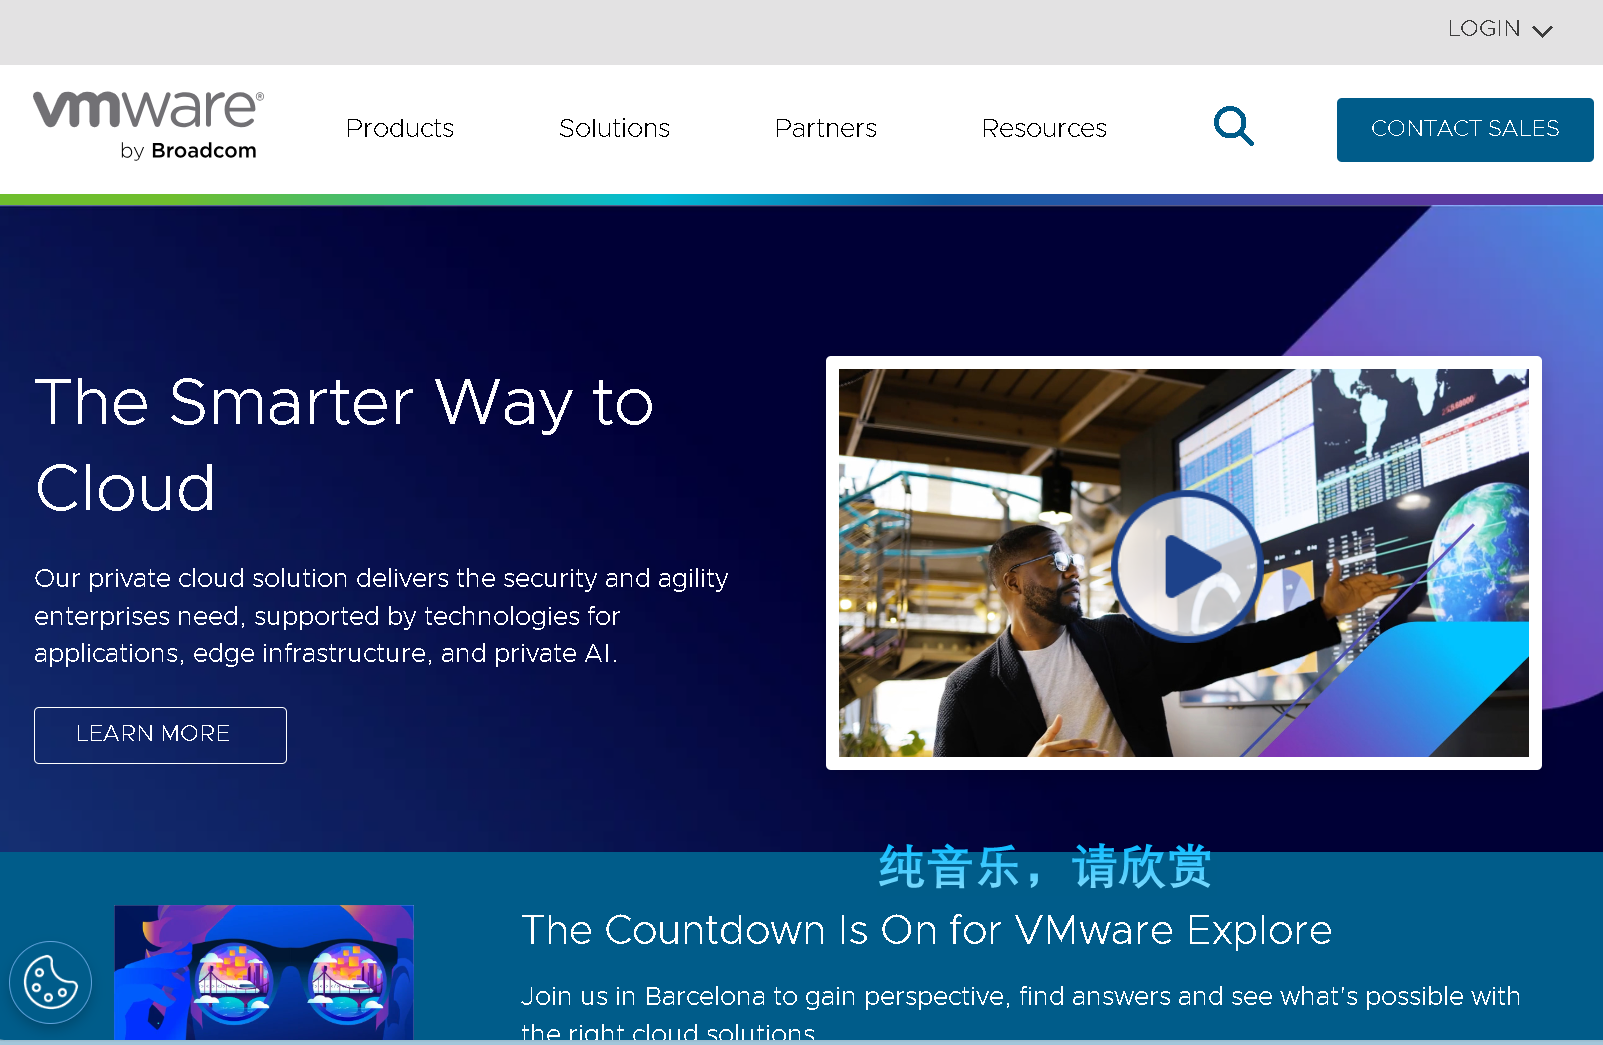 LOGIN
vmware®
by Broadcom
Products
Solutions
Partners
Resources
CONTACT SALES
The Smarter Way to
Cloud
Our private cloud solution delivers the security and agility
enterprises need, supported by technologies for
applications, edge infrastructure, and private AI.
LEARN MORE
纯音乐，请欣赏
The Countdown Is On for VMware Explore
Join us in Barcelona to gain perspective, find answers and see what's possible with
the right cloud solutions.